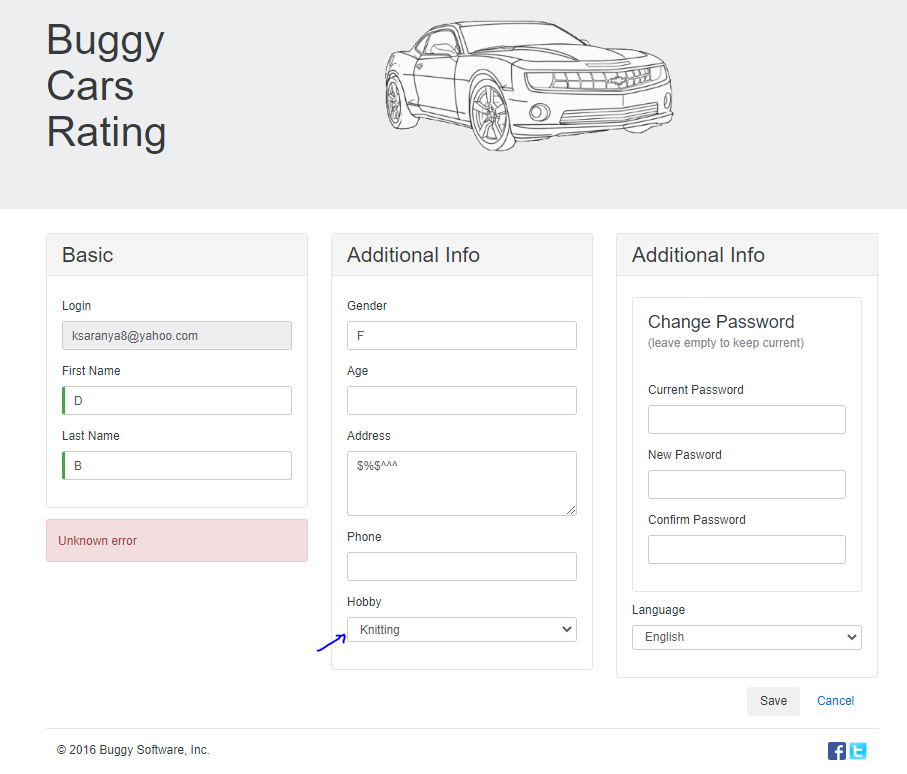 Buggy
Cars
Rating
Basic
Login
ksaranya8@yahoo.com
First Name
D
Last Name
B
Unknown error
Additional Info
Gender
F
Age
Address
$%$^^^
Phone
Hobby
Knitting
Additional Info
Change Password
(leave empty to keep current)
Current Password
New Pasword
Confirm Password
Language
English
Save Cancel
© 2016 Buggy Software, Inc.